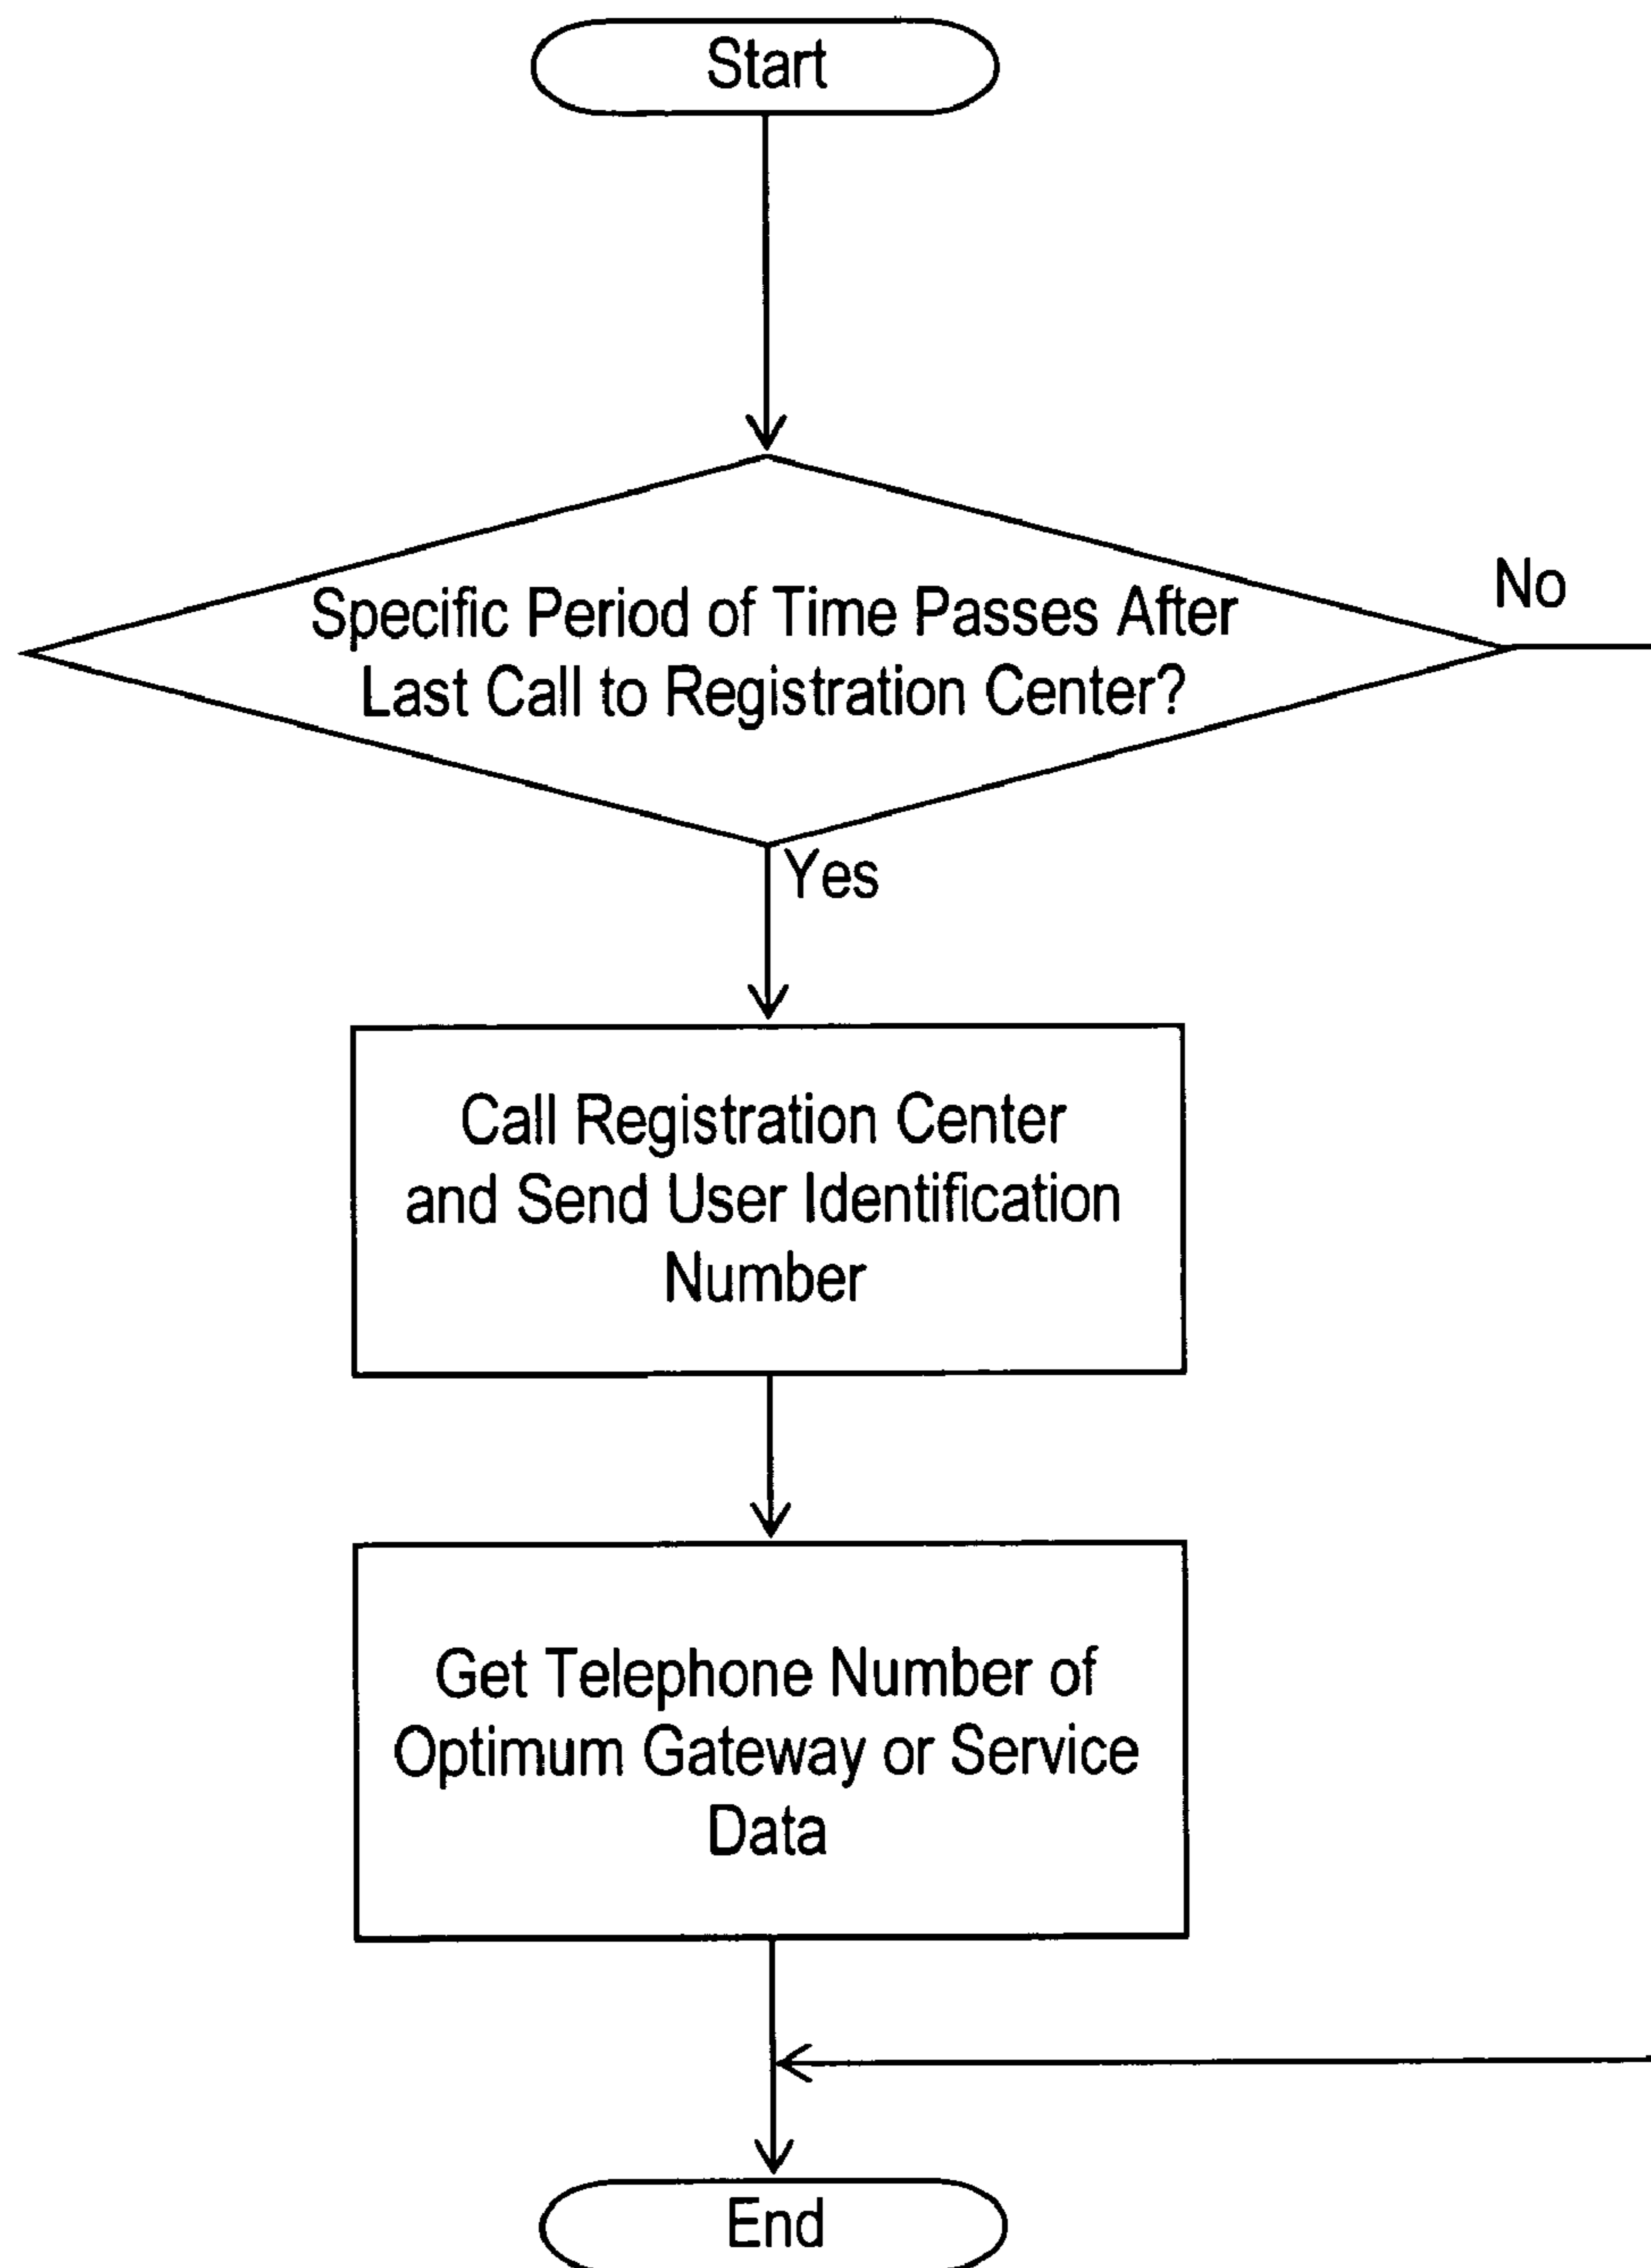 Start
Specific Period of Time Passes After
Last Call to Registration Center?
No
Yes
Call Registration Center
and Send User Identification
Number
Get Telephone Number of
Optimum Gateway or Service
Data
End